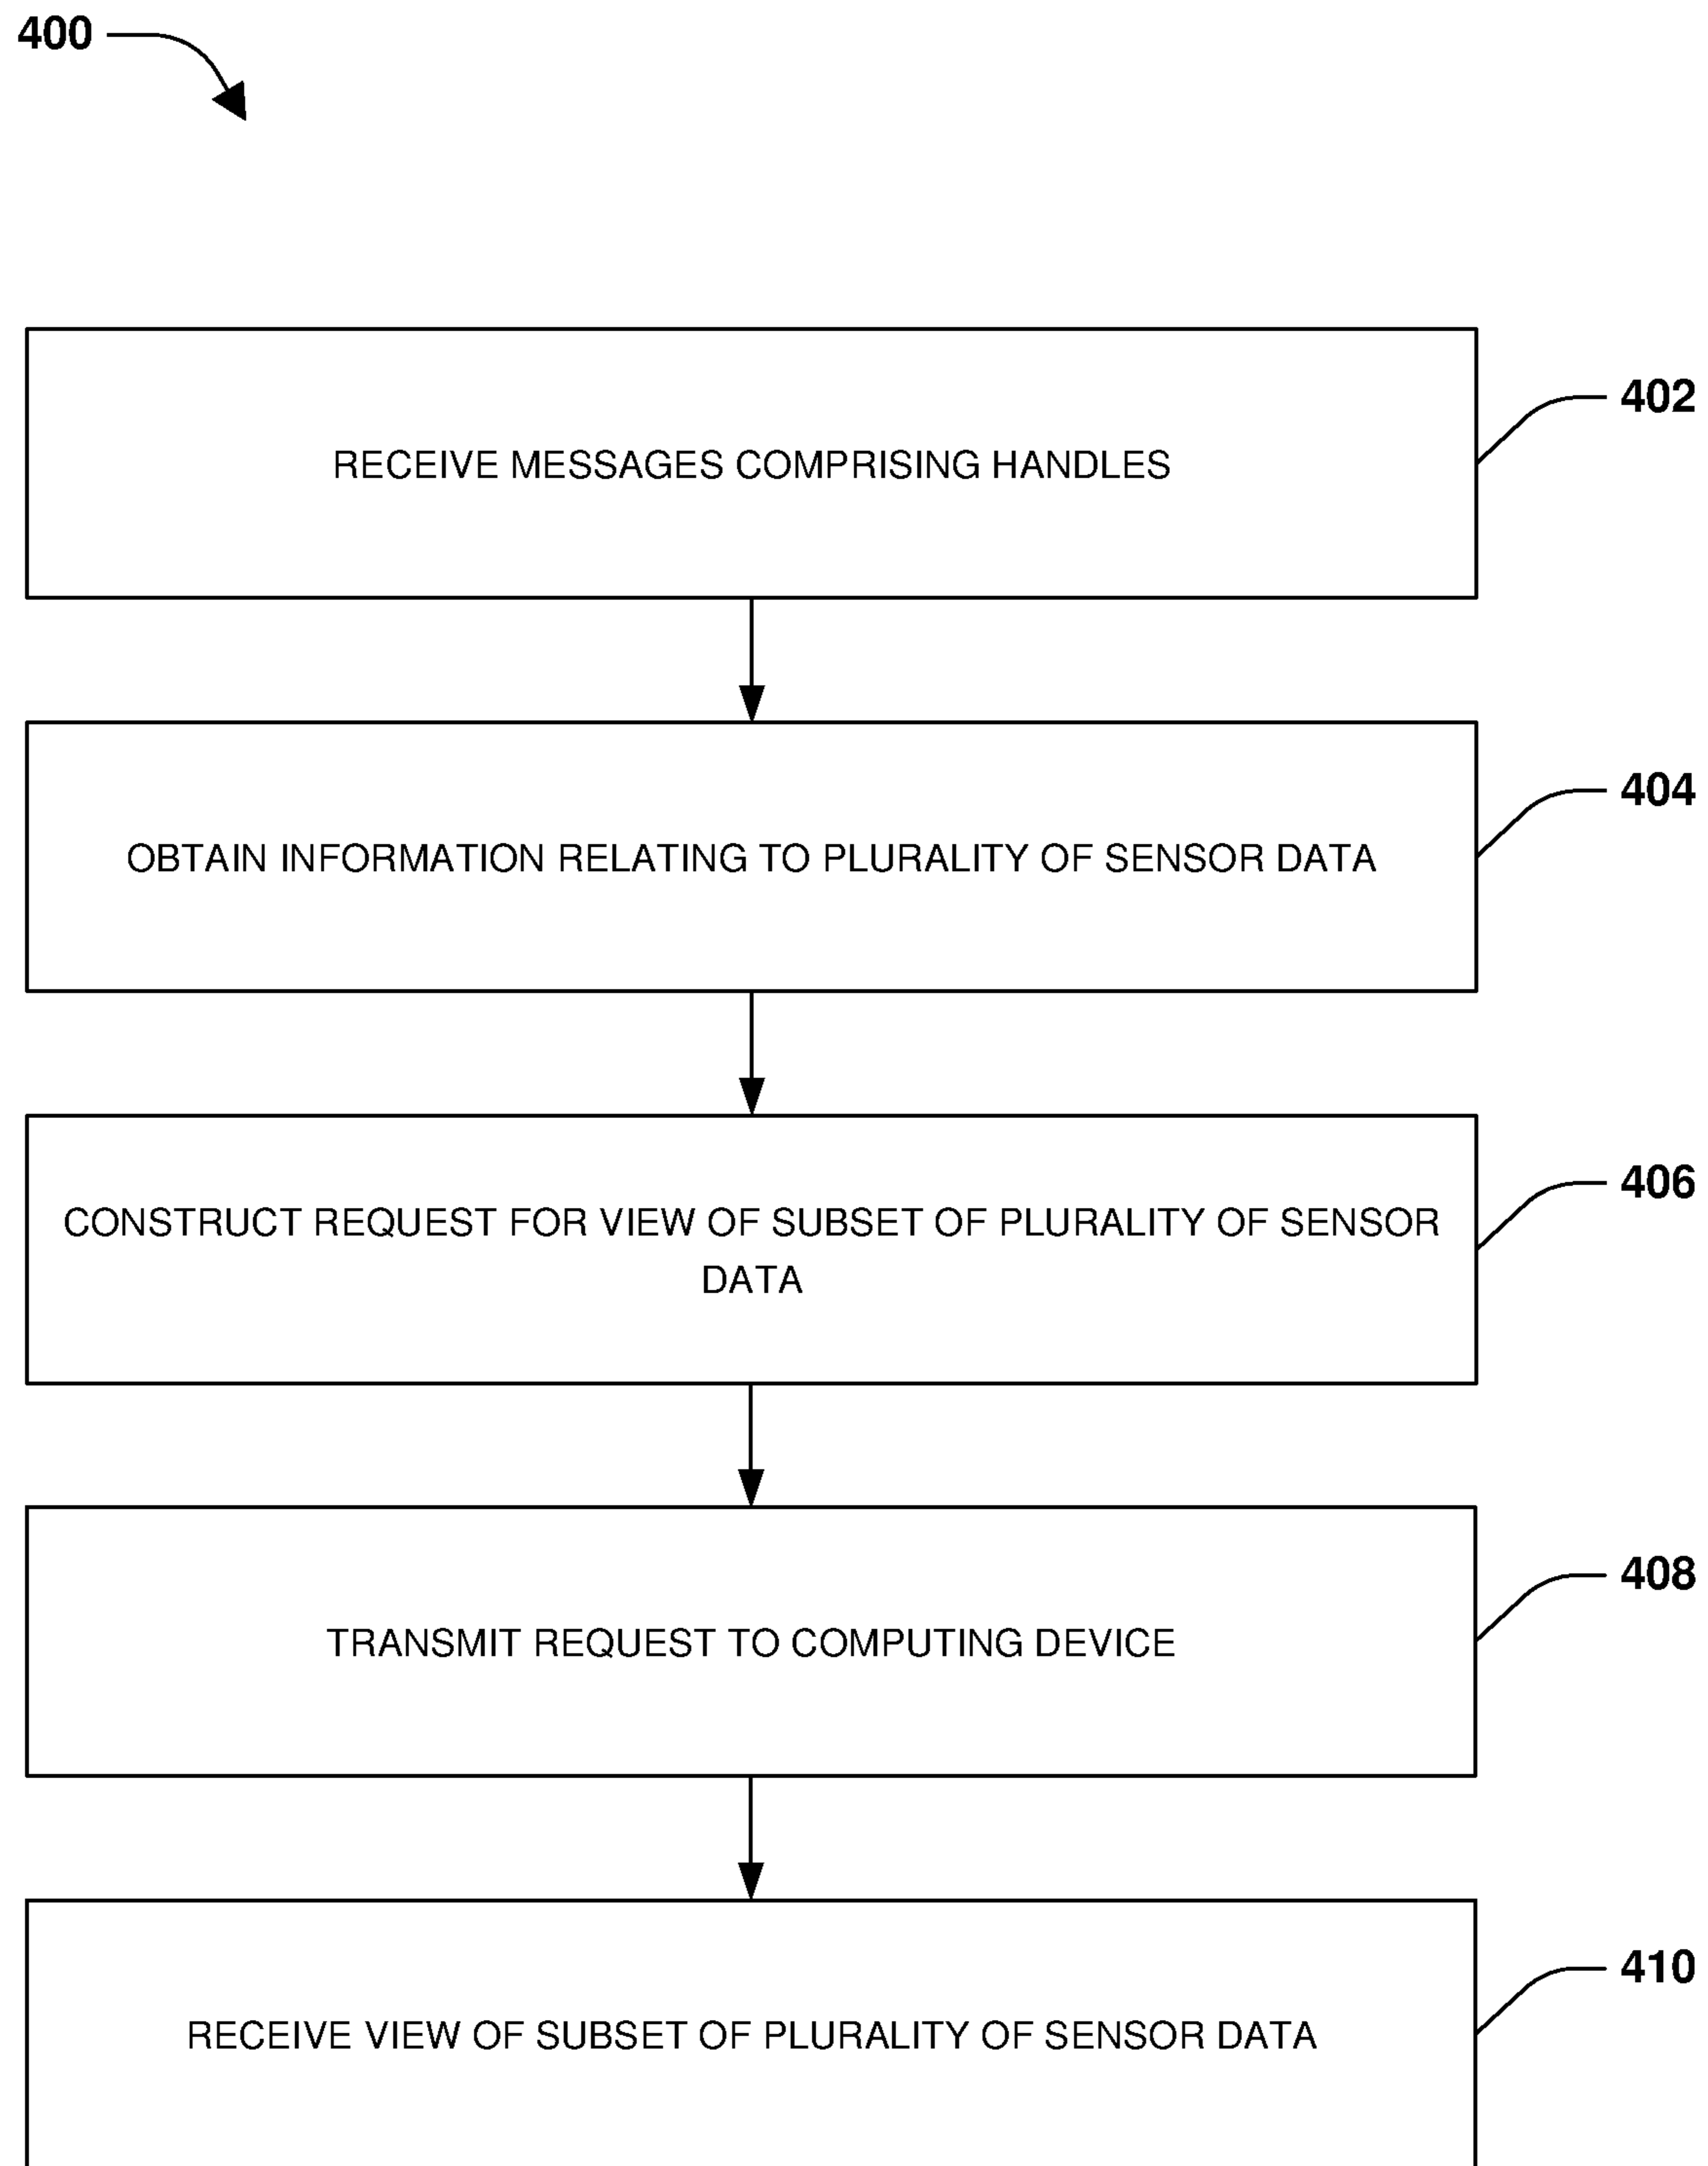 400
402
RECEIVE MESSAGES COMPRISING HANDLES
404
OBTAIN INFORMATION RELATING TO PLURALITY OF SENSOR DATA
406
CONSTRUCT REQUEST FOR VIEW OF SUBSET OF PLURALITY OF SENSOR
DATA
408
TRANSMIT REQUEST TO COMPUTING DEVICE
410
RECEIVE VIEW OF SUBSET OF PLURALITY OF SENSOR DATA